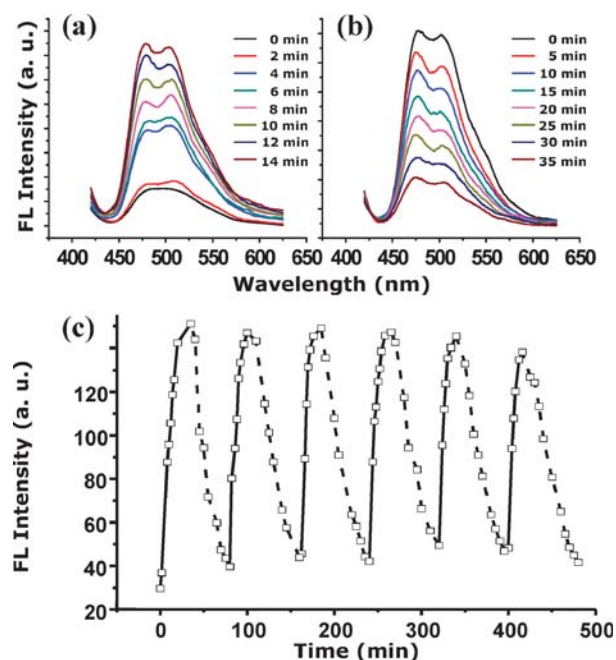 (a)
0 min
2 min
4 min
6 min
8 min
10 min
12 min
14 min
(b)
0 min
5 min
10 min
15 min
20 min
25 min
30 min
35 min
FL Intensity (a. u.)
400 450 500 550 600 650
400 450 500 550 600 650
Wavelength (nm)
(c)
FL Intensity (a. u.)
120
100
80
60
40
20
0 100 200 300 400 500
Time (min)